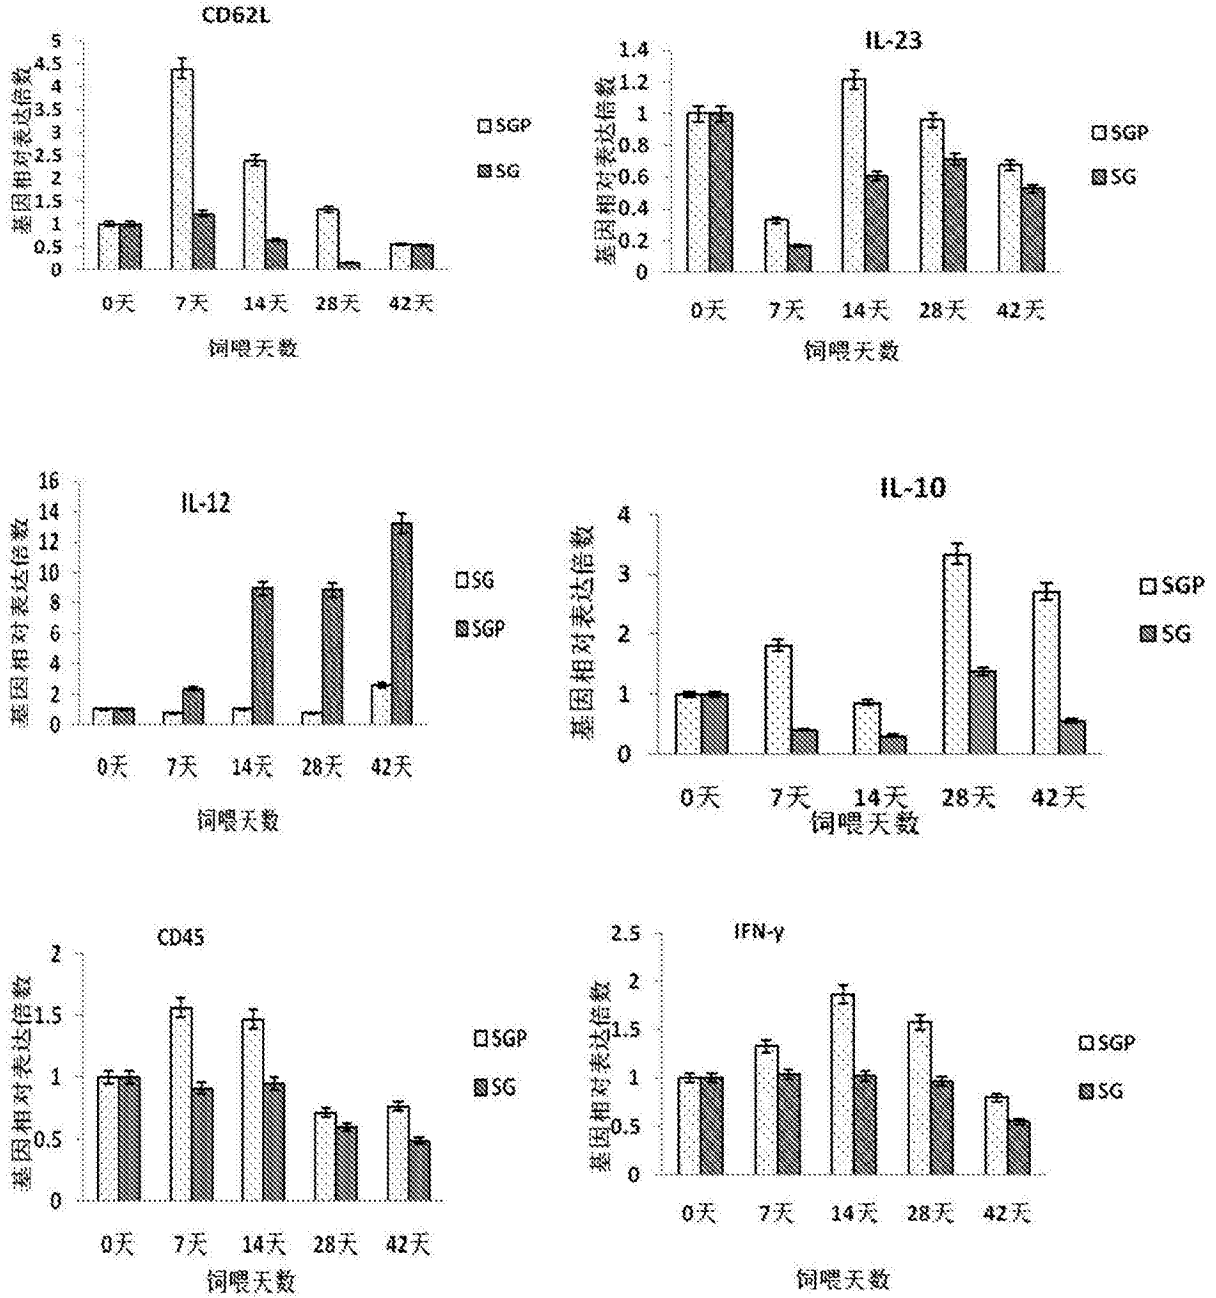 CD62L
基因相对表达倍数
5
4.5
4
3.5
3
2.5
2
1.5
1
0.5
0
0天 7天 14天 28天 42天
饲喂天数
SGP
SG
IL-23
基因相对表达倍数
1.4
1.2
1
0.8
0.6
0.4
0.2
0
0天 7天 14天 28天 42天
饲喂天数
SGP
SG
IL-12
基因相对表达倍数
16
14
12
10
8
6
4
2
0
0天 7天 14天 28天 42天
饲喂天数
SG
SGP
IL-10
基因相对表达倍数
4
3
2
1
0
0天 7天 14天 28天 42天
饲喂天数
SGP
SG
CD45
基因相对表达倍数
2
1.5
1
0.5
0
0天 7天 14天 28天 42天
饲喂天数
SGP
SG
IFN-y
基因相对表达倍数
2.5
2
1.5
1
0.5
0
0天 7天 14天 28天 42天
饲喂天数
SGP
SG